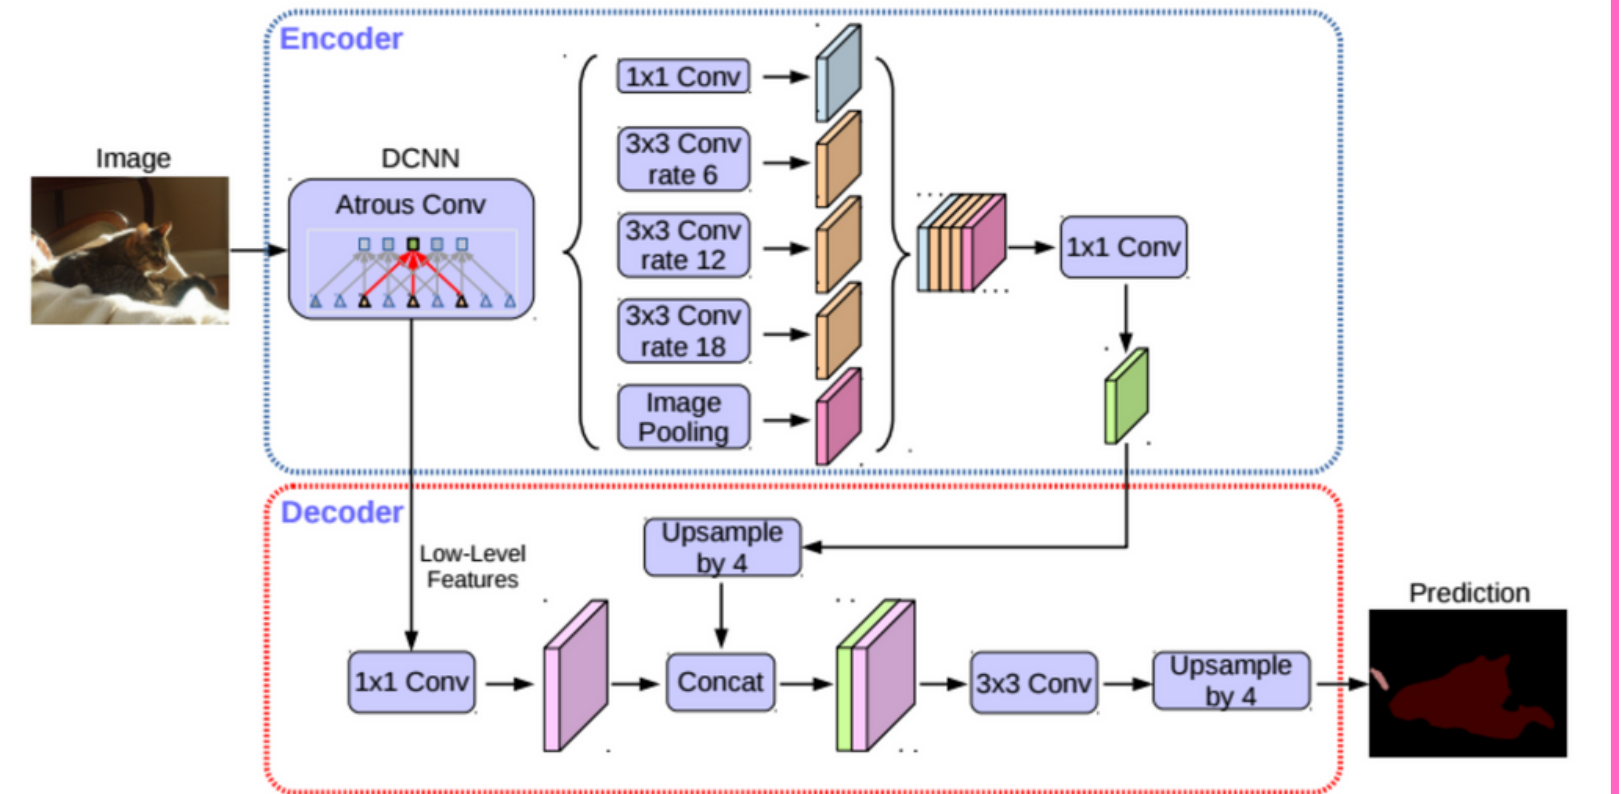 Encoder
Image
DCNN
Atrous Conv
1x1 Conv
3x3 Conv
rate 6
3x3 Conv
rate 12
3x3 Conv
rate 18
Image
Pooling
1x1 Conv
Decoder
Low-Level
Features
Upsample
by 4
1x1 Conv
Concat
3x3 Conv
Upsample
by 4
Prediction